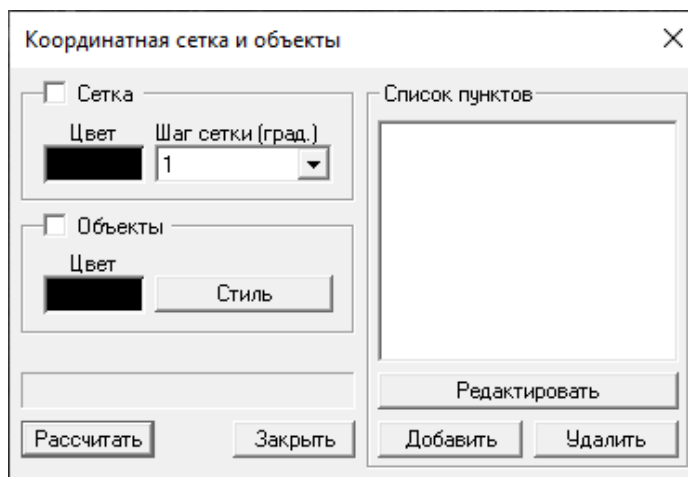 Координатная сетка и объекты
Сетка
Цвет Шаг сетки (град.)
1
Объекты
Цвет
Стиль
Рассчитать
Закрыть
Список пунктов
Редактировать
Добавить
Удалить